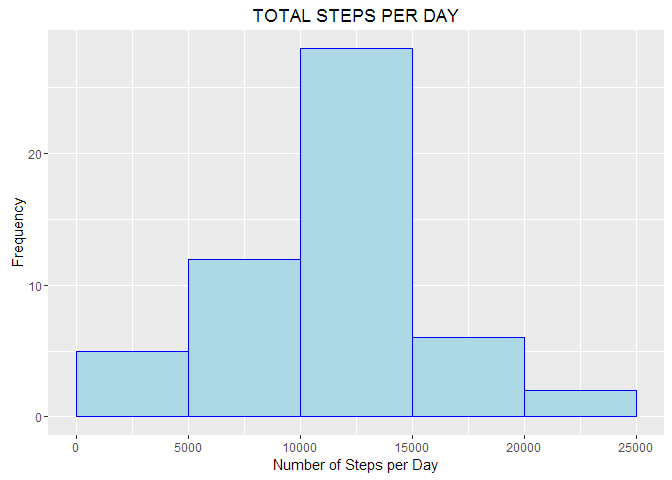 TOTAL STEPS PER DAY
Frequency
20
10
0
0 5000 10000 15000 20000 25000
Number of Steps per Day